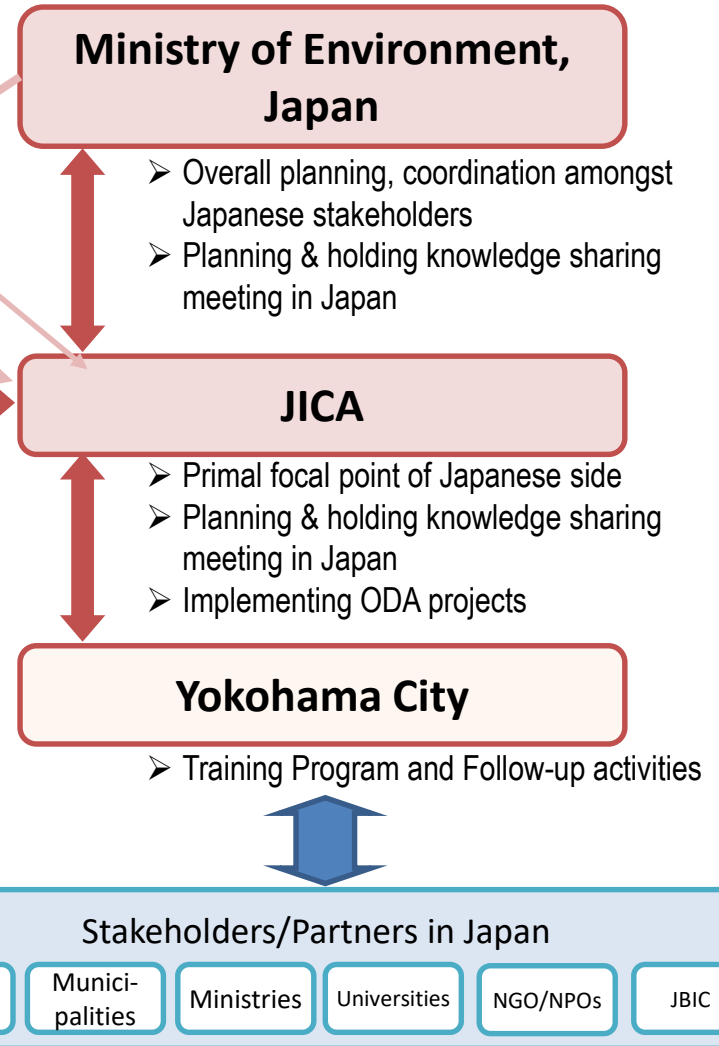 Ministry of Environment,
Japan
➢ Overall planning, coordination amongst
Japanese stakeholders
➢ Planning & holding knowledge sharing
meeting in Japan
JICA
➢ Primal focal point of Japanese side
➢ Planning & holding knowledge sharing
meeting in Japan
➢ Implementing ODA projects
Yokohama City
➢ Training Program and Follow-up activities
Stakeholders/Partners in Japan
Munici-
palities
Ministries
Universities
NGO/NPOs
JBIC